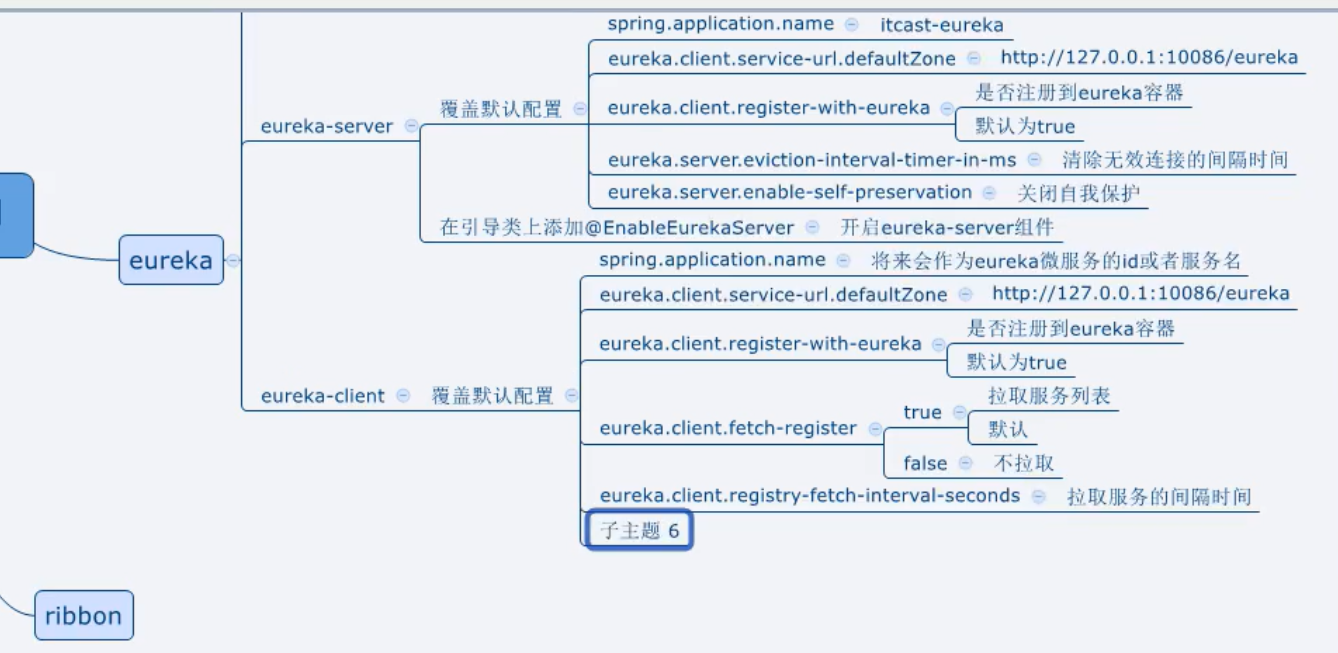 spring.application.name itcast-eureka
eureka.client.service-url.defaultZone http://127.0.0.1:10086/eureka
是否注册到eureka容器
eureka.client.register-with-eureka
覆盖默认配置
默认为true
eureka-server
eureka.server.eviction-interval-timer-in-ms 清除无效连接的间隔时间
eureka.server.enable-self-preservation 关闭自我保护
在引导类上添加@EnableEurekaServer 开启eureka-server组件
eureka
spring.application.name 将来会作为eureka微服务的id或者服务名
eureka.client.service-url.defaultZone http://127.0.0.1:10086/eureka
是否注册到eureka容器
eureka.client.register-with-eureka
默认为true
eureka-client 覆盖默认配置
拉取服务列表
true
eureka.client.fetch-register
默认
false 不拉取
eureka.client.registry-fetch-interval-seconds 拉取服务的间隔时间
子主题 6
ribbon